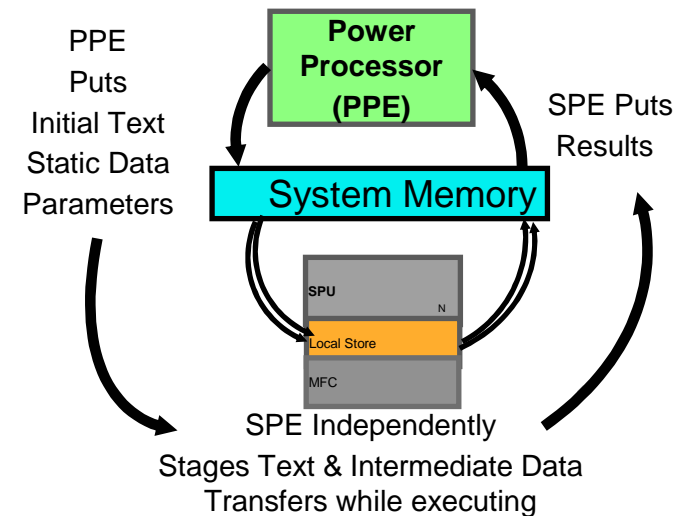 PPE
Puts
Initial Text
Static Data
Parameters
Power
Processor
(PPE)
SPE Puts
Results
System Memory
SPU
N
Local Store
MFC
SPE Independently
Stages Text & Intermediate Data
Transfers while executing